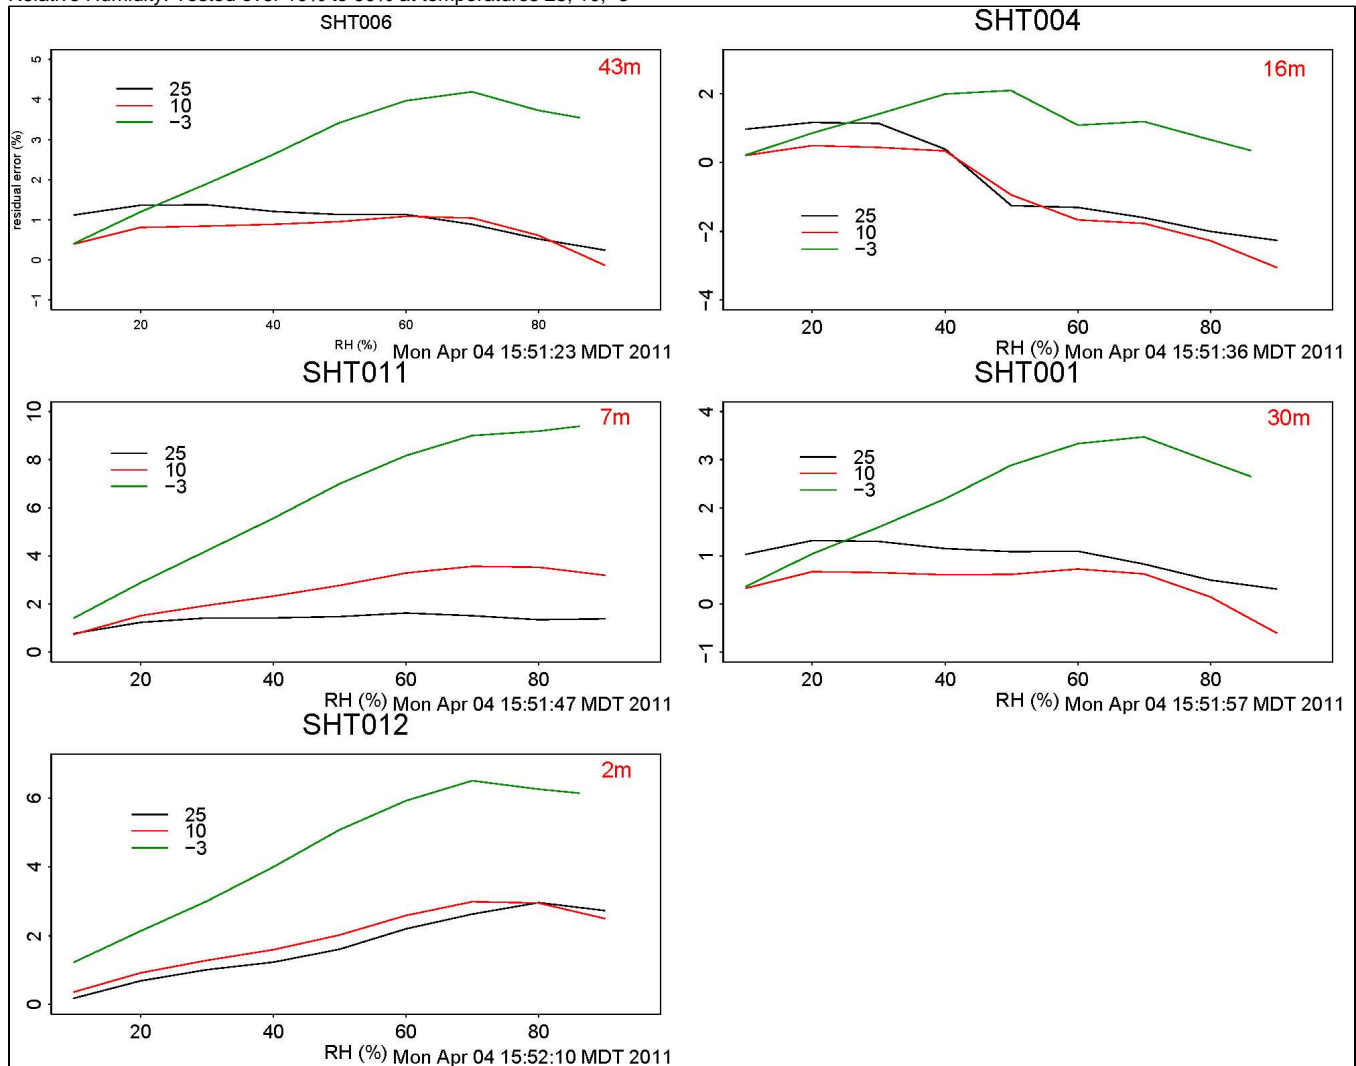 SHT006
43m
25
10
−3
residual error (%)
5
4
3
2
1
0
−1
20
40
60
80
RH (%)
Mon Apr 04 15:51:23 MDT 2011
SHT004
16m
25
10
−3
2
0
−2
−4
20
40
60
80
RH (%)
Mon Apr 04 15:51:36 MDT 2011
SHT011
7m
25
10
−3
10
8
6
4
2
0
20
40
60
80
RH (%)
Mon Apr 04 15:51:47 MDT 2011
SHT001
30m
25
10
−3
4
3
2
1
0
−1
20
40
60
80
RH (%)
Mon Apr 04 15:51:57 MDT 2011
SHT012
2m
25
10
−3
6
4
2
0
20
40
60
80
RH (%)
Mon Apr 04 15:52:10 MDT 2011